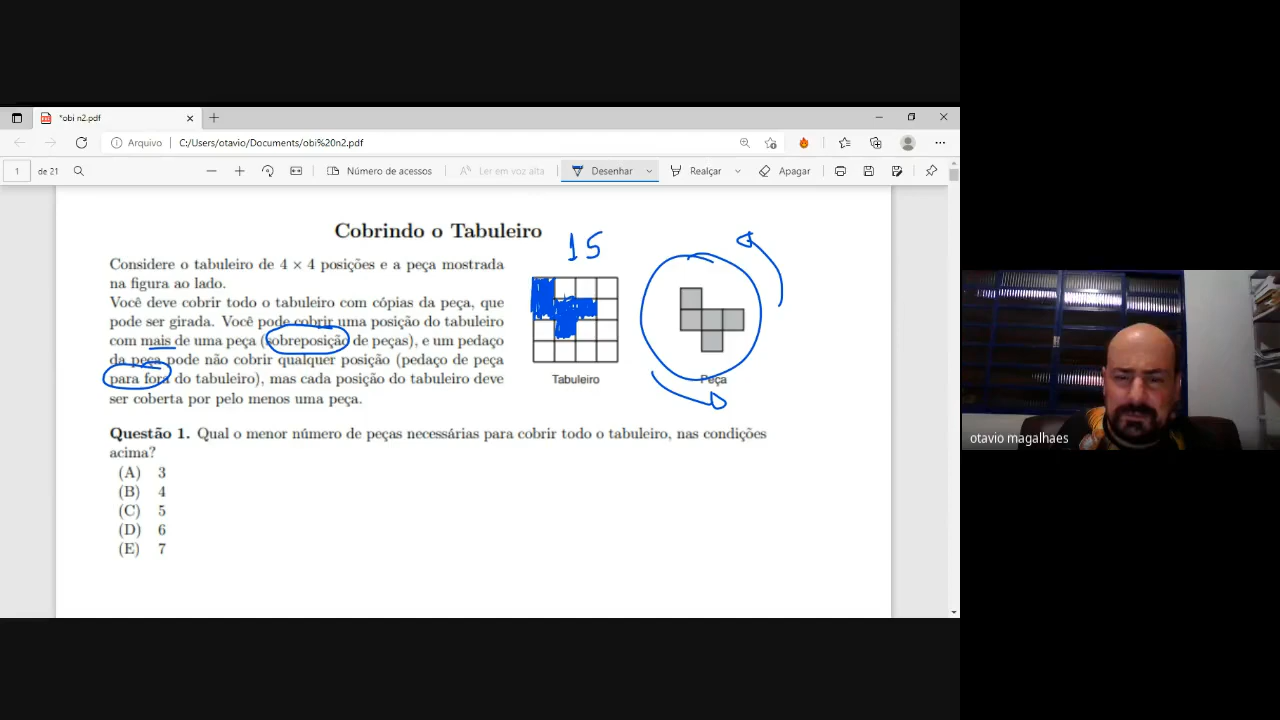 *obi n2.pdf
Arquivo C:/Users/otavio/Documents/obi%20n2.pdf
1 de 21 Número de acessos Ler em voz alta Desenhar Realçar Apagar
Cobrindo o Tabuleiro
15
Considere o tabuleiro de 4 × 4 posições e a peça mostrada
na figura ao lado.
Você deve cobrir todo o tabuleiro com cópias da peça, que
pode ser girada. Você pode cobrir uma posição do tabuleiro
com mais de uma peça (sobreposição de peças), e um pedaço
da peça pode não cobrir qualquer posição (pedaço de peça
para fora do tabuleiro), mas cada posição do tabuleiro deve
ser coberta por pelo menos uma peça.
Tabuleiro Peça
Questão 1. Qual o menor número de peças necessárias para cobrir todo o tabuleiro, nas condições
acima?
(A) 3
(B) 4
(C) 5
(D) 6
(E) 7
otavio magalhaes